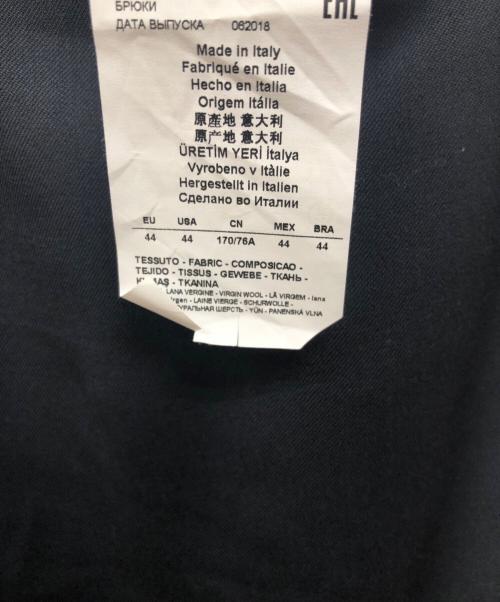 БРЮКИ
EAC
ДАТА ВЫПУСКА 062018
Made in Italy
Fabriqué en Italie
Hecho en Italia
Origem Itália
原產地 意大利
原产地 意大利
ÜRETİM YERİ İtalya
Vyrobeno v Itàlie
Hergestellt in Italien
Сделано во Италии
EU USA CN MEX BRA
44 44 170/76A 44 44
TESSUTO - FABRIC - COMPOSICAO -
TEJIDO - TISSUS - GEWEBE - ТКАНЬ -
- TKANINA
LANA VERGINE - VIRGIN WOOL - LÃ VIRGEM - lana
- LAINE VIERGE - SCHURWOLLE -
ШЕРСТЬ - YÜN - PANENSKÁ VLNA